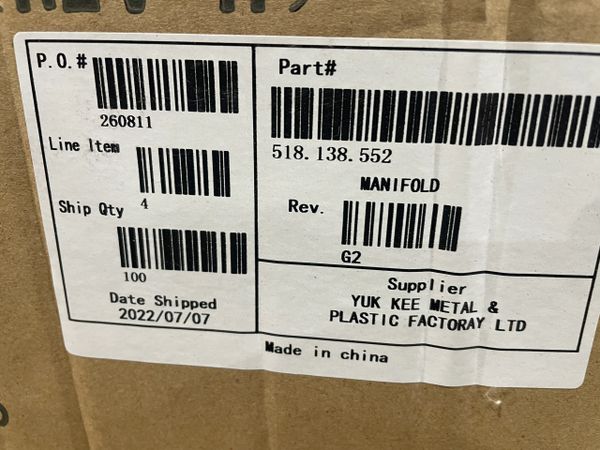 P.O.#
260811
Line Item
4
Ship Qty
100
Date Shipped
2022/07/07
Part#
518.138.552
MANIFOLD
Rev.
G2
Supplier
YUK KEE METAL &
PLASTIC FACTORAY LTD
Made in china